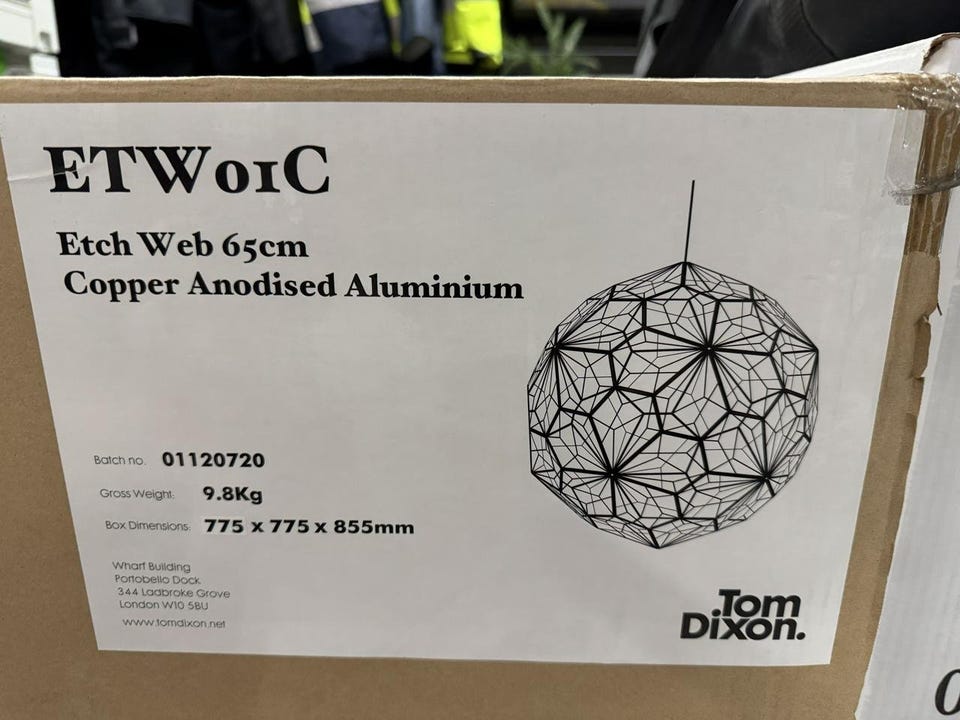 ETW01C
Etch Web 65cm
Copper Anodised Aluminium
Batch no. 01120720
Gross Weight: 9.8Kg
Box Dimensions: 775 x 775 x 855mm
Wharf Building
Portobello Dock
344 Ladbroke Grove
London W10 5BU
www.tomdixon.net
Tom
Dixon.